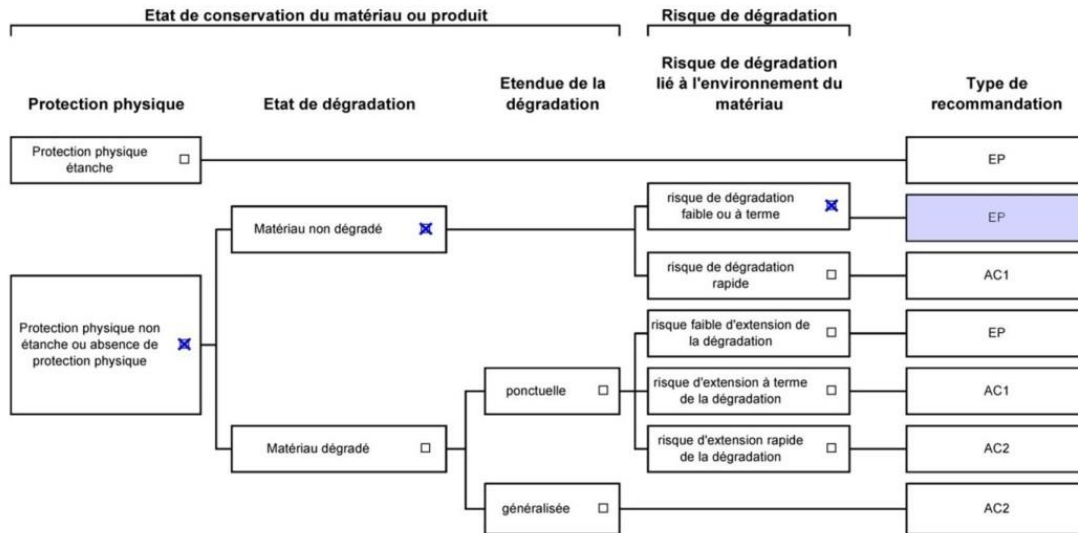 Etat de conservation du matériau ou produit
Risque de dégradation
Protection physique
Etat de dégradation
Etendue de la
dégradation
Risque de dégradation
lié à l'environnement du
matériau
Type de
recommandation
Protection physique
étanche
EP
Protection physique non
étanche ou absence de
protection physique
Matériau non dégradé
risque de dégradation
faible ou à terme
EP
risque de dégradation
rapide
AC1
Matériau dégradé
ponctuelle
risque faible d'extension de
la dégradation
EP
risque d'extension à terme
de la dégradation
AC1
risque d'extension rapide
de la dégradation
AC2
généralisée
AC2